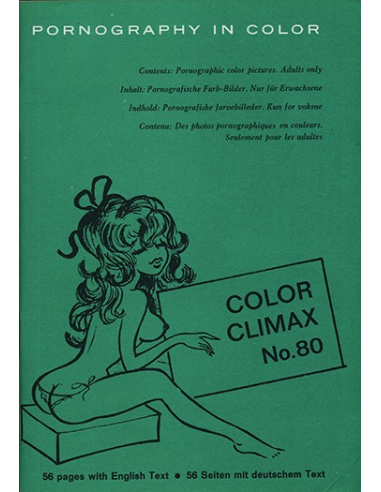 PORNOGRAPHY IN COLOR
Contents: Pornographic color pictures. Adults only
Inhalt: Pornografische Farb-Bilder. Nur für Erwachsene
Indhold: Pornografiske farvebilleder. Kun for voksne
Contenu: Des photos pornographiques en couleurs.
Seulement pour les adultes
COLOR
CLIMAX
No.80
56 pages with English Text ● 56 Seiten mit deutschem Text